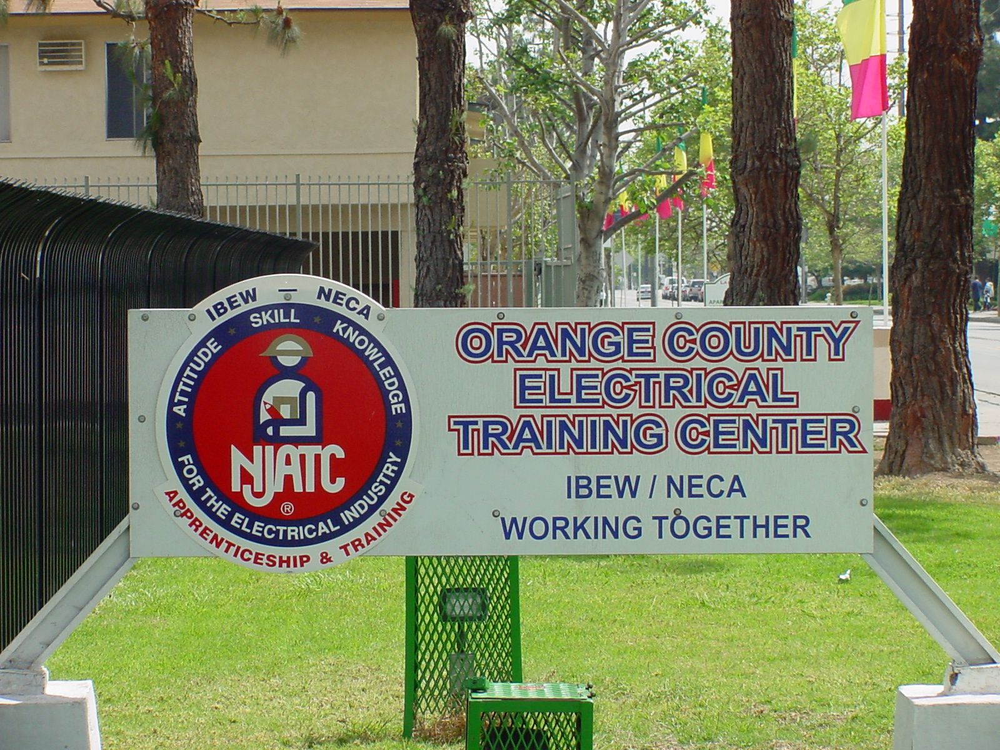 IBEW — NECA
ATTITUDE ★ SKILL ★ KNOWLEDGE
FOR THE ELECTRICAL INDUSTRY
NJATC
®
APPRENTICESHIP & TRAINING
ORANGE COUNTY
ELECTRICAL
TRAINING CENTER
IBEW / NECA
WORKING TOGETHER